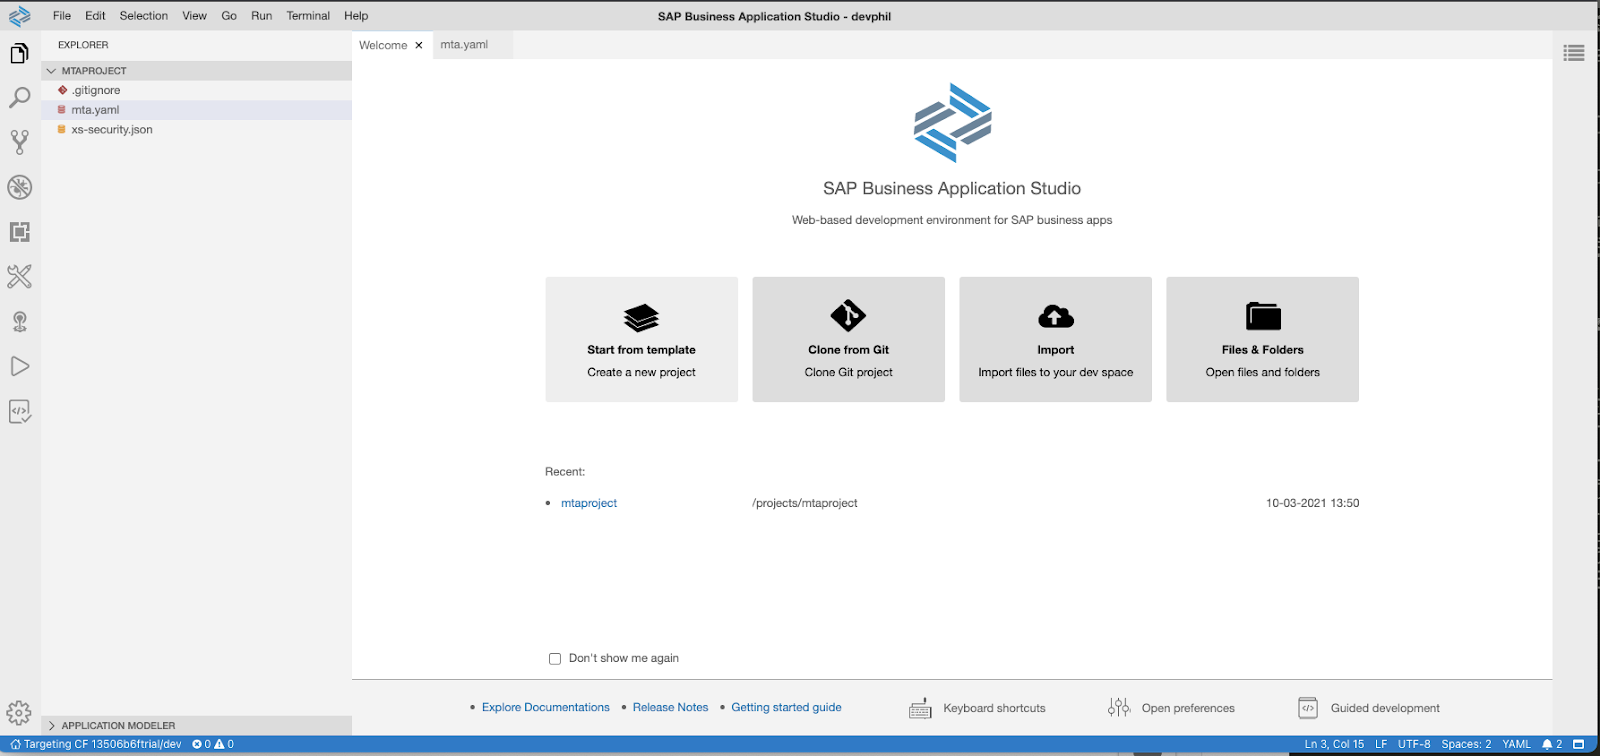 File Edit Selection View Go Run Terminal Help
SAP Business Application Studio - devphil
EXPLORER
MTAPROJECT
.gitignore
mta.yaml
xs-security.json
APPLICATION MODELER
Welcome × mta.yaml
SAP Business Application Studio
Web-based development environment for SAP business apps
Start from template
Create a new project
Clone from Git
Clone Git project
Import
Import files to your dev space
Files & Folders
Open files and folders
Recent:
• mtaproject /projects/mtaproject 10-03-2021 13:50
Don't show me again
• Explore Documentations • Release Notes • Getting started guide
Keyboard shortcuts
Open preferences
Guided development
Targeting CF 13506b6ftrial/dev 0 0
Ln 3, Col 15 LF UTF-8 Spaces: 2 YAML 2